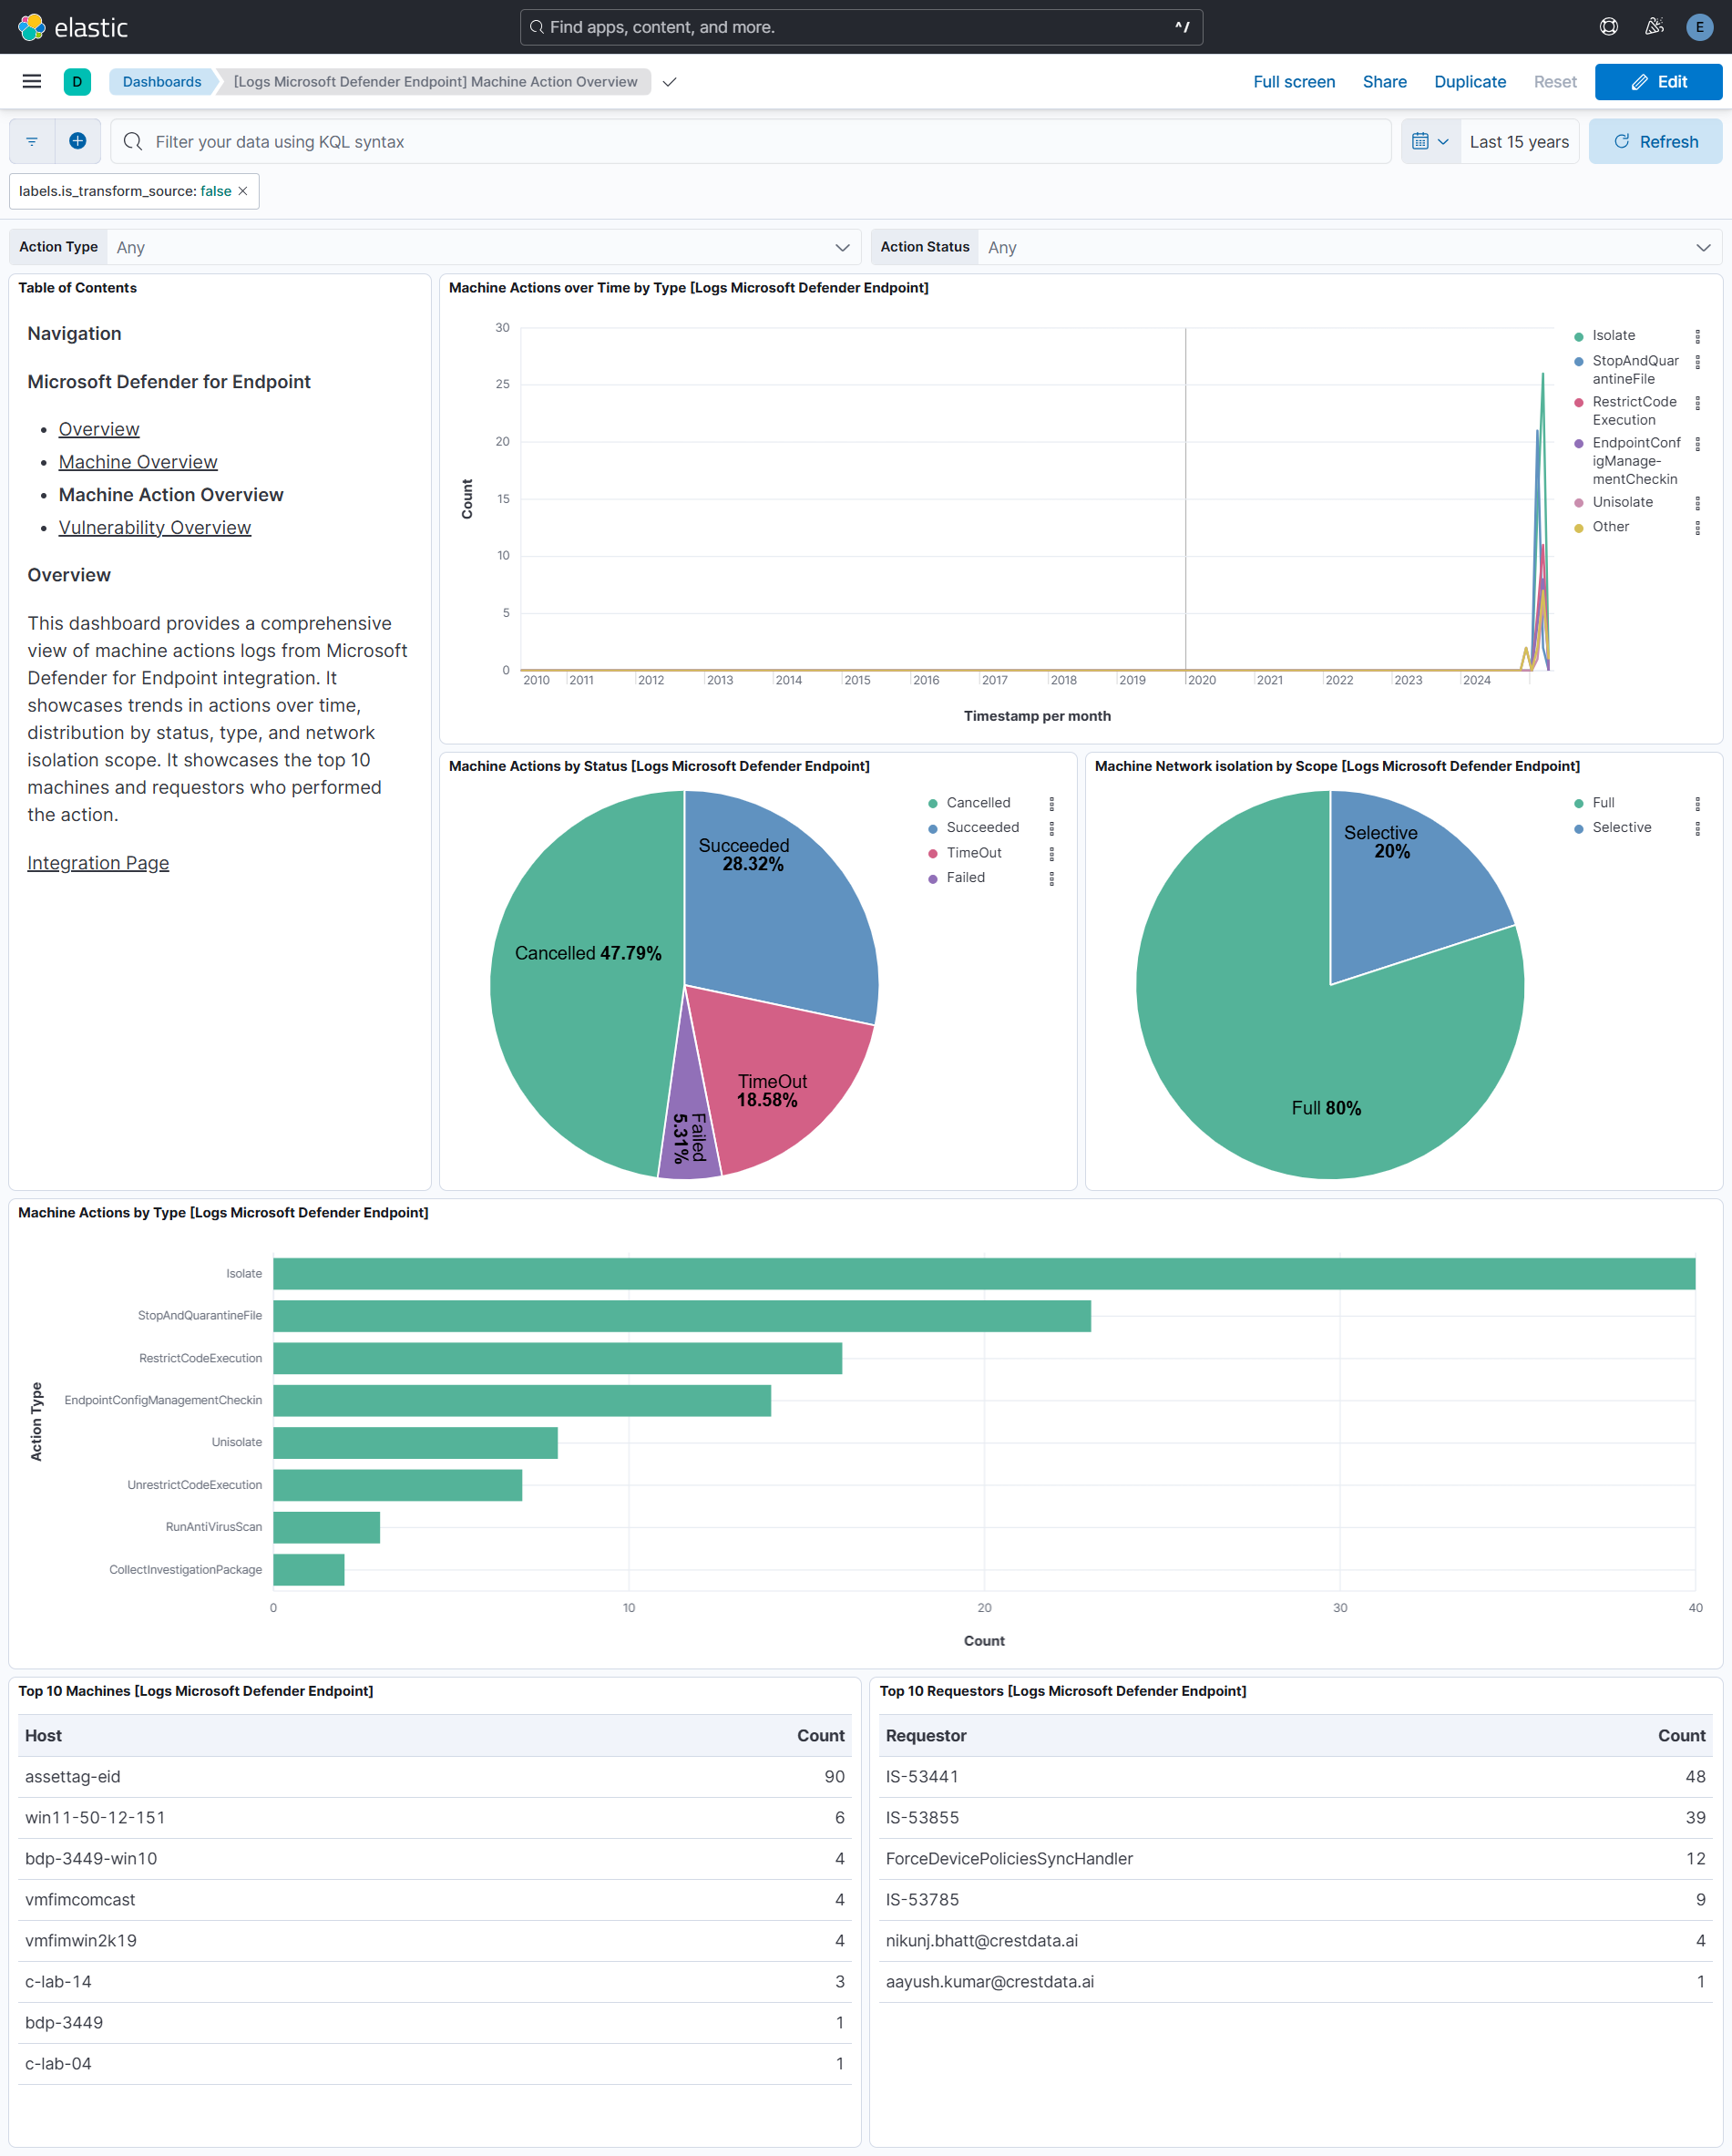 elastic
Find apps, content, and more.
^/
E
D
Dashboards
[Logs Microsoft Defender Endpoint] Machine Action Overview
Full screen
Share
Duplicate
Reset
Edit
Filter your data using KQL syntax
Last 15 years
Refresh
labels.is_transform_source: false
Action Type
Any
Action Status
Any
Table of Contents
Navigation
Microsoft Defender for Endpoint
Overview
Machine Overview
Machine Action Overview
Vulnerability Overview
Overview
This dashboard provides a comprehensive
view of machine actions logs from Microsoft
Defender for Endpoint integration. It
showcases trends in actions over time,
distribution by status, type, and network
isolation scope. It showcases the top 10
machines and requestors who performed
the action.
Integration Page
Machine Actions over Time by Type [Logs Microsoft Defender Endpoint]
30
25
20
15
10
5
0
Count
2010 2011 2012 2013 2014 2015 2016 2017 2018 2019 2020 2021 2022 2023 2024
Timestamp per month
Isolate
StopAndQuar
antineFile
RestrictCode
Execution
EndpointConf
igManage-
mentCheckin
Unisolate
Other
Machine Actions by Status [Logs Microsoft Defender Endpoint]
Succeeded
28.32%
Cancelled 47.79%
TimeOut
18.58%
Failed
5.31%
Cancelled
Succeeded
TimeOut
Failed
Machine Network isolation by Scope [Logs Microsoft Defender Endpoint]
Selective
20%
Full 80%
Full
Selective
Machine Actions by Type [Logs Microsoft Defender Endpoint]
Action Type
Isolate
StopAndQuarantineFile
RestrictCodeExecution
EndpointConfigManagementCheckin
Unisolate
UnrestrictCodeExecution
RunAntiVirusScan
CollectInvestigationPackage
0 10 20 30 40
Count
Top 10 Machines [Logs Microsoft Defender Endpoint]
Host Count
assettag-eid 90
win11-50-12-151 6
bdp-3449-win10 4
vmfimcomcast 4
vmfimwin2k19 4
c-lab-14 3
bdp-3449 1
c-lab-04 1
Top 10 Requestors [Logs Microsoft Defender Endpoint]
Requestor Count
IS-53441 48
IS-53855 39
ForceDevicePoliciesSyncHandler 12
IS-53785 9
nikunj.bhatt@crestdata.ai 4
aayush.kumar@crestdata.ai 1